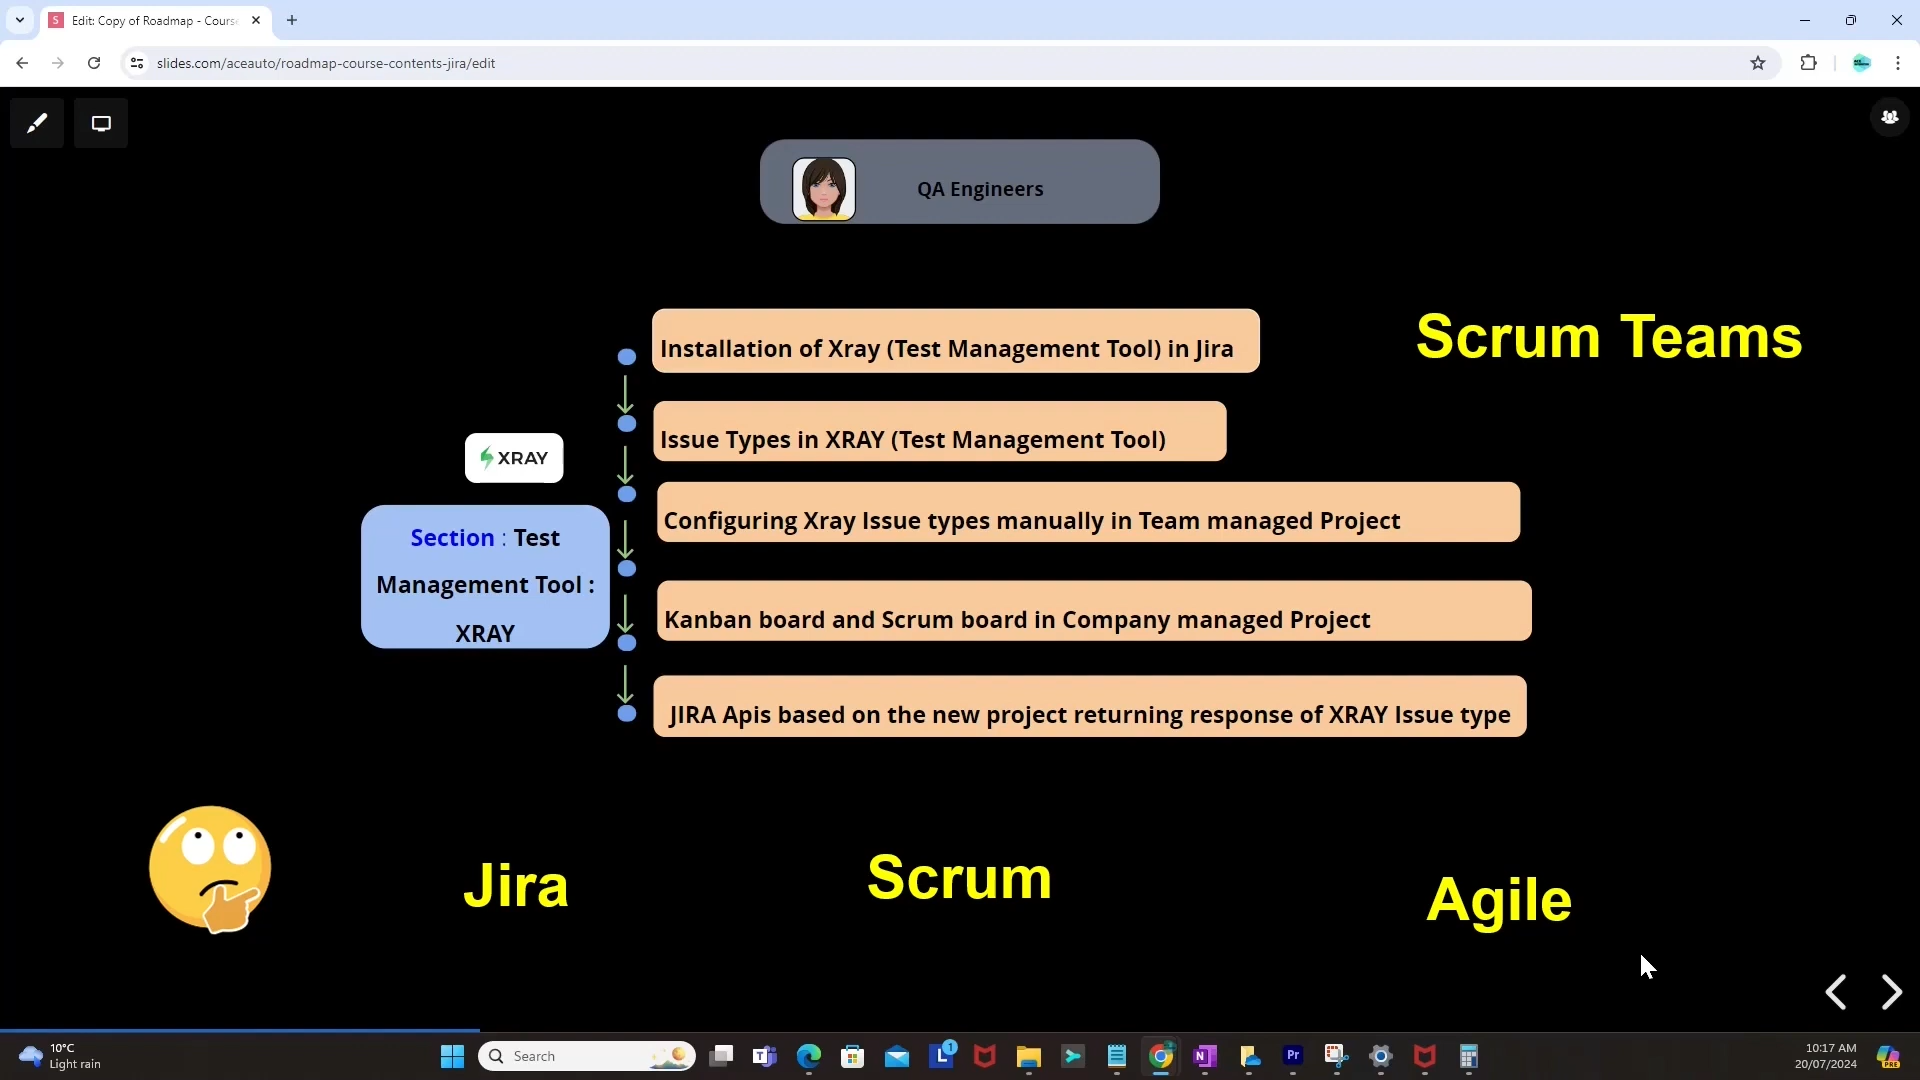 Edit: Copy of Roadmap - Cours
slides.com/aceauto/roadmap-course-contents-jira/edit
QA Engineers
Installation of Xray (Test Management Tool) in Jira
Scrum Teams
Issue Types in XRAY (Test Management Tool)
XRAY
Configuring Xray Issue types manually in Team managed Project
Section : Test
Management Tool :
XRAY
Kanban board and Scrum board in Company managed Project
JIRA Apis based on the new project returning response of XRAY Issue type
Jira
Scrum
Agile
10°C
Light rain
Search
1
Pr
10:17 AM
20/07/2024